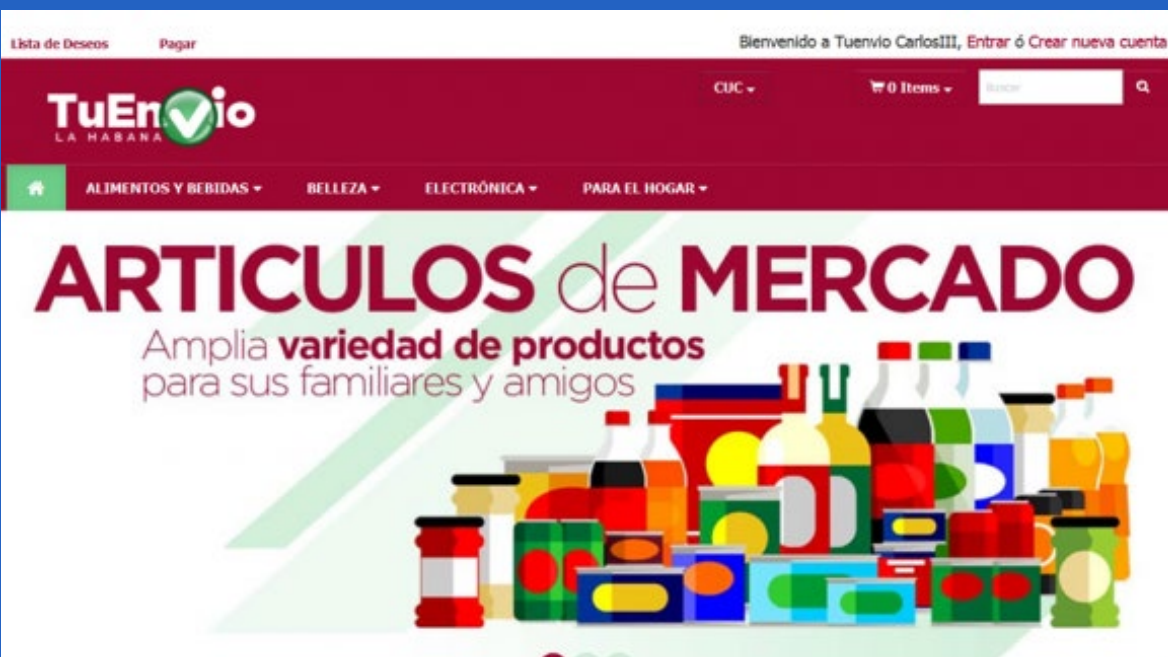 Lista de Deseos Pagar Bienvenido a Tuenvio CarlosIII, Entrar ó Crear nueva cuenta
TuEnvio
LA HABANA
CUC 0 Items Buscar
ALIMENTOS Y BEBIDAS BELLEZA ELECTRÓNICA PARA EL HOGAR
ARTICULOS de MERCADO
Amplia variedad de productos
para sus familiares y amigos